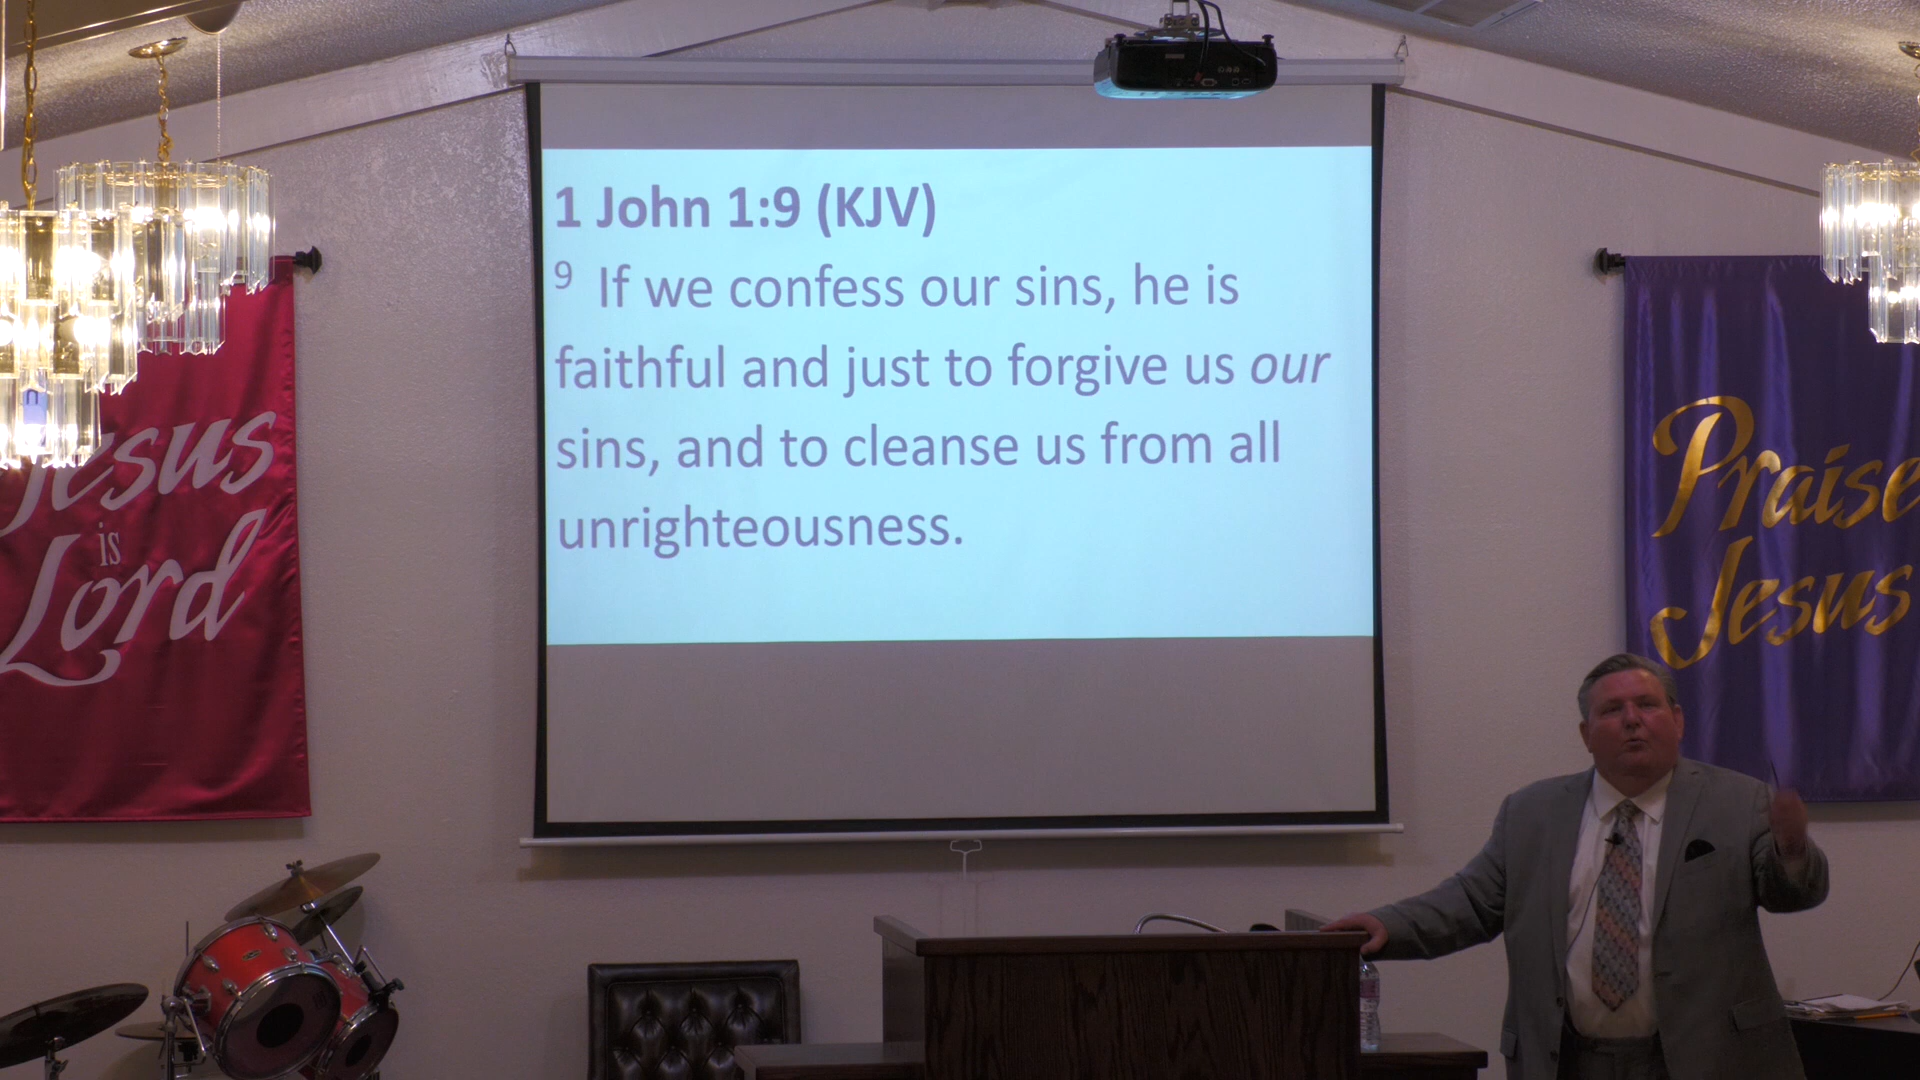 1 John 1:9 (KJV)
9 If we confess our sins, he is
faithful and just to forgive us our
sins, and to cleanse us from all
unrighteousness.
Jesus
is
Lord
Praise
Jesus